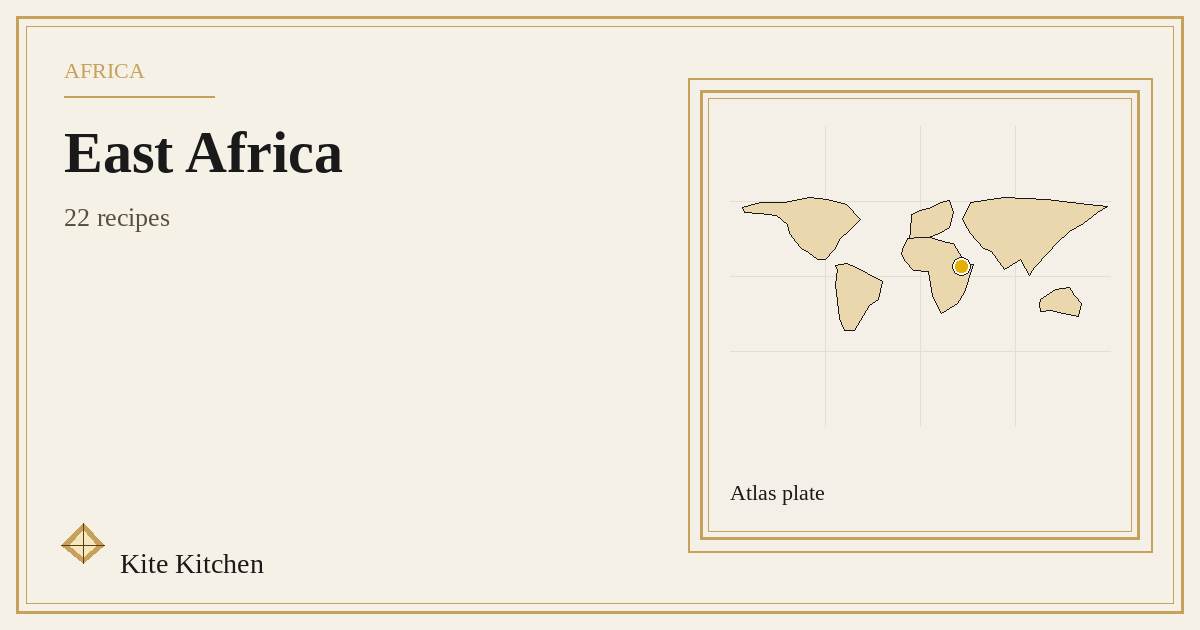 AFRICA
East Africa
22 recipes
Atlas plate
Kite Kitchen